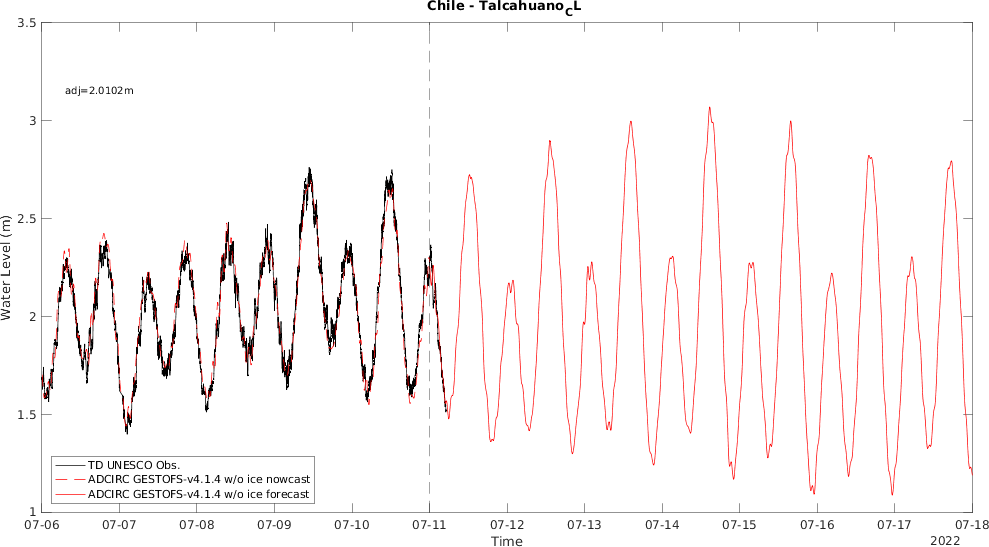 Chile - Talcahuano_CL
3.5
adj=2.0102m
3
2.5
Water Level (m)
2
1.5
TD UNESCO Obs.
ADCIRC GESTOFS-v4.1.4 w/o ice nowcast
ADCIRC GESTOFS-v4.1.4 w/o ice forecast
1
07-06 07-07 07-08 07-09 07-10 07-11 07-12 07-13 07-14 07-15 07-16 07-17 07-18
Time
2022